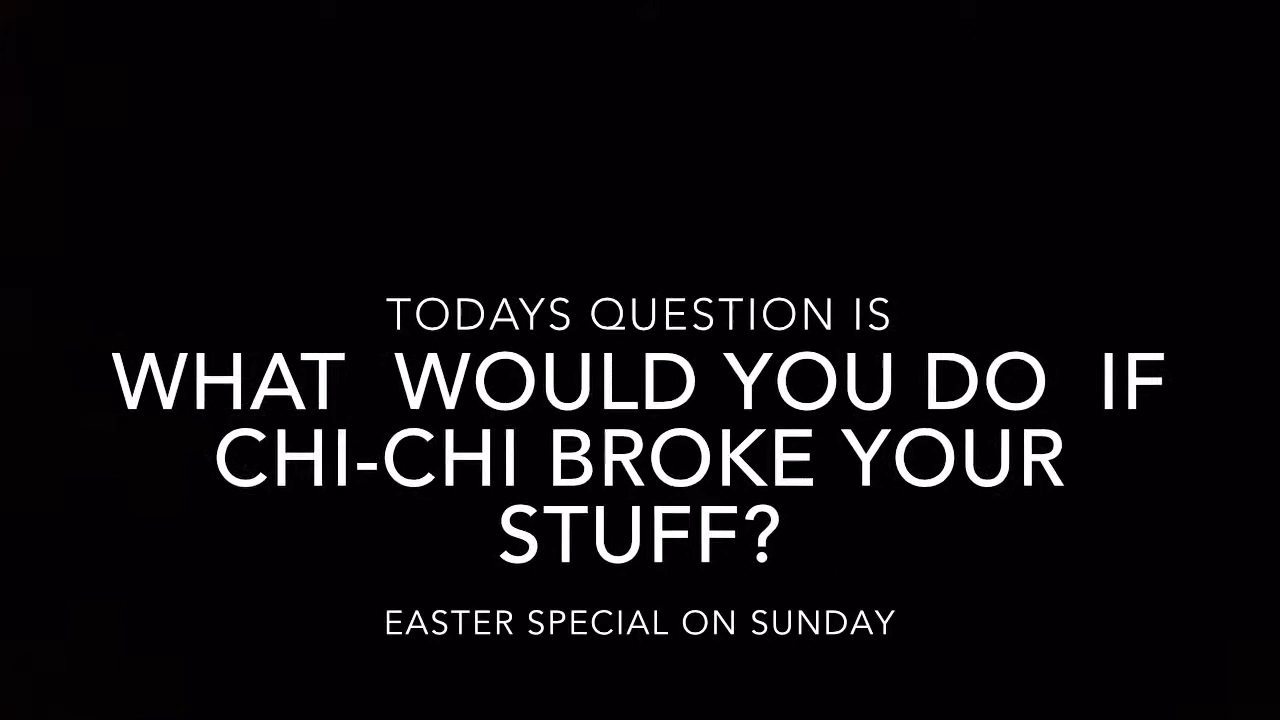 TODAYS QUESTION IS
WHAT  WOULD YOU DO  IF
CHI-CHI BROKE YOUR
STUFF?
EASTER SPECIAL ON SUNDAY